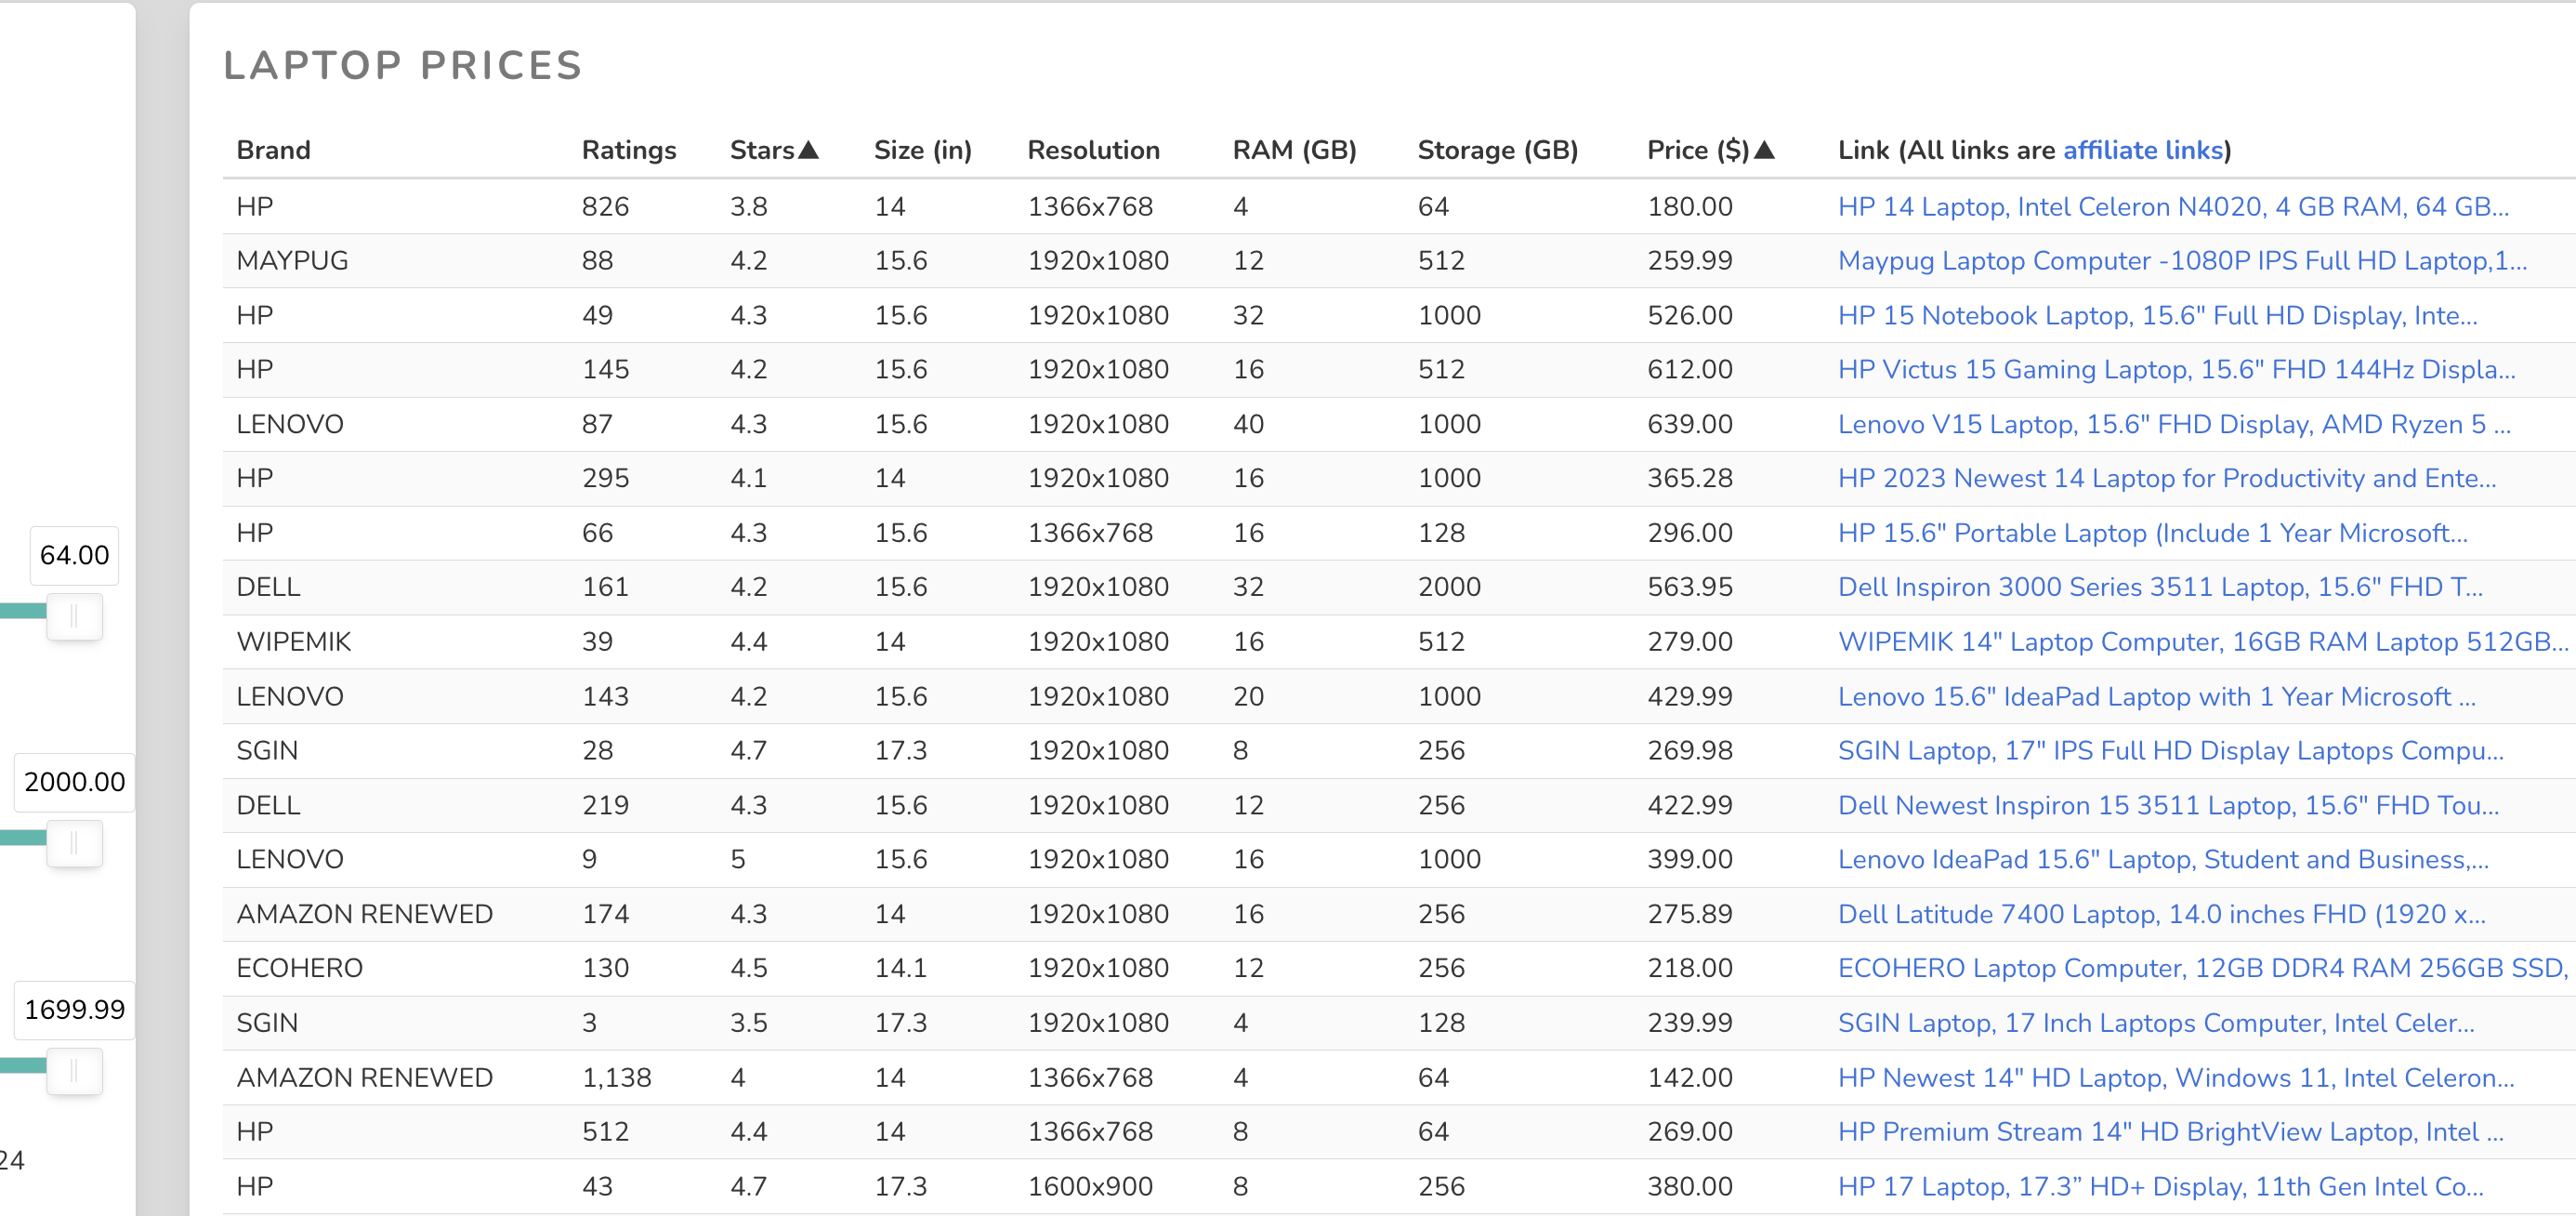 LAPTOP PRICES
Brand Ratings Stars▲ Size (in) Resolution RAM (GB) Storage (GB) Price ($)▲ Link (All links are affiliate links)
HP 826 3.8 14 1366x768 4 64 180.00 HP 14 Laptop, Intel Celeron N4020, 4 GB RAM, 64 GB...
MAYPUG 88 4.2 15.6 1920x1080 12 512 259.99 Maypug Laptop Computer -1080P IPS Full HD Laptop,1...
HP 49 4.3 15.6 1920x1080 32 1000 526.00 HP 15 Notebook Laptop, 15.6" Full HD Display, Inte...
HP 145 4.2 15.6 1920x1080 16 512 612.00 HP Victus 15 Gaming Laptop, 15.6" FHD 144Hz Displa...
LENOVO 87 4.3 15.6 1920x1080 40 1000 639.00 Lenovo V15 Laptop, 15.6" FHD Display, AMD Ryzen 5 ...
HP 295 4.1 14 1920x1080 16 1000 365.28 HP 2023 Newest 14 Laptop for Productivity and Ente...
HP 66 4.3 15.6 1366x768 16 128 296.00 HP 15.6" Portable Laptop (Include 1 Year Microsoft...
DELL 161 4.2 15.6 1920x1080 32 2000 563.95 Dell Inspiron 3000 Series 3511 Laptop, 15.6" FHD T...
WIPEMIK 39 4.4 14 1920x1080 16 512 279.00 WIPEMIK 14" Laptop Computer, 16GB RAM Laptop 512GB...
LENOVO 143 4.2 15.6 1920x1080 20 1000 429.99 Lenovo 15.6" IdeaPad Laptop with 1 Year Microsoft ...
SGIN 28 4.7 17.3 1920x1080 8 256 269.98 SGIN Laptop, 17" IPS Full HD Display Laptops Compu...
DELL 219 4.3 15.6 1920x1080 12 256 422.99 Dell Newest Inspiron 15 3511 Laptop, 15.6" FHD Tou...
LENOVO 9 5 15.6 1920x1080 16 1000 399.00 Lenovo IdeaPad 15.6" Laptop, Student and Business,...
AMAZON RENEWED 174 4.3 14 1920x1080 16 256 275.89 Dell Latitude 7400 Laptop, 14.0 inches FHD (1920 x...
ECOHERO 130 4.5 14.1 1920x1080 12 256 218.00 ECOHERO Laptop Computer, 12GB DDR4 RAM 256GB SSD,
SGIN 3 3.5 17.3 1920x1080 4 128 239.99 SGIN Laptop, 17 Inch Laptops Computer, Intel Celer...
AMAZON RENEWED 1,138 4 14 1366x768 4 64 142.00 HP Newest 14" HD Laptop, Windows 11, Intel Celeron...
HP 512 4.4 14 1366x768 8 64 269.00 HP Premium Stream 14" HD BrightView Laptop, Intel ...
HP 43 4.7 17.3 1600x900 8 256 380.00 HP 17 Laptop, 17.3” HD+ Display, 11th Gen Intel Co...
64.00
2000.00
1699.99
24